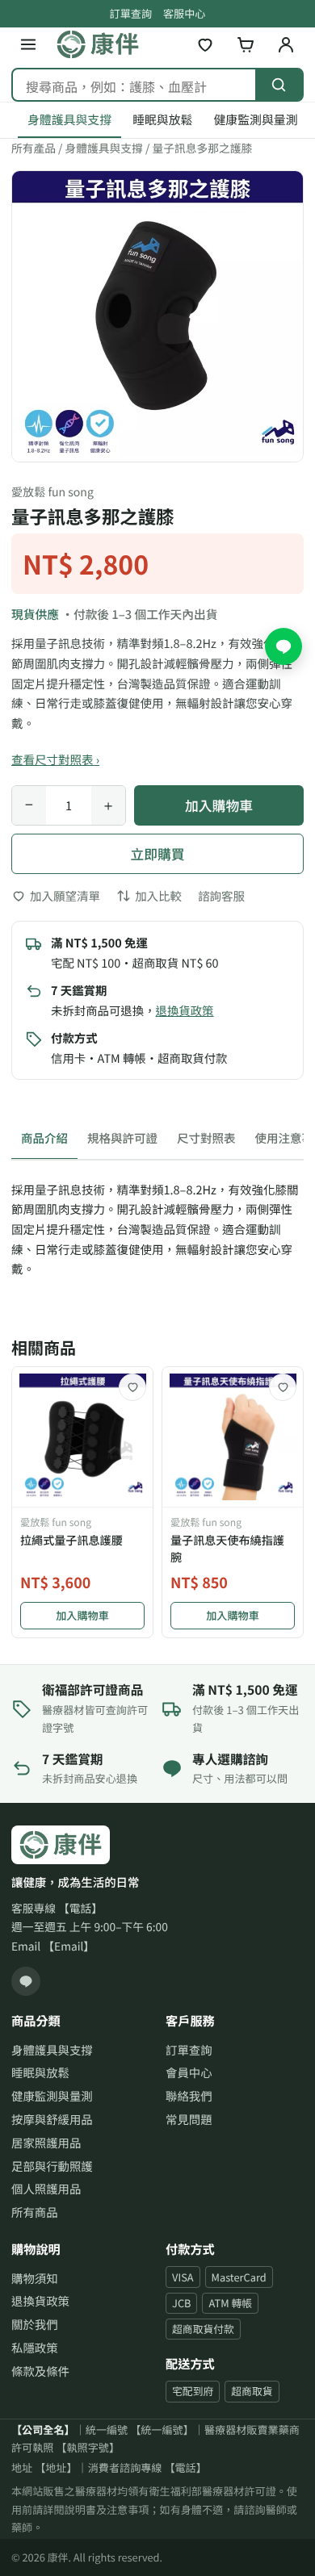 訂單查詢 客服中心
康伴
搜尋商品，例如：護膝、血壓計
身體護具與支撐 睡眠與放鬆 健康監測與量測
所有產品 / 身體護具與支撐 / 量子訊息多那之護膝
量子訊息多那之護膝
fun song
fun song
愛放鬆 fun song
量子訊息多那之護膝
NT$ 2,800
現貨供應 ・付款後 1–3 個工作天內出貨
採用量子訊息技術，精準對頻1.8–8.2Hz，有效強
節周圍肌肉支撐力。開孔設計減輕髕骨壓力，兩側彈性
固定片提升穩定性，台灣製造品質保證。適合運動訓
練、日常行走或膝蓋復健使用，無輻射設計讓您安心穿
戴。
查看尺寸對照表 ›
− 1 + 加入購物車
立即購買
加入願望清單 加入比較 諮詢客服
滿 NT$ 1,500 免運
宅配 NT$ 100・超商取貨 NT$ 60
7 天鑑賞期
未拆封商品可退換，退換貨政策
付款方式
信用卡・ATM 轉帳・超商取貨付款
商品介紹 規格與許可證 尺寸對照表 使用注意
採用量子訊息技術，精準對頻1.8–8.2Hz，有效強化膝關
節周圍肌肉支撐力。開孔設計減輕髕骨壓力，兩側彈性
固定片提升穩定性，台灣製造品質保證。適合運動訓
練、日常行走或膝蓋復健使用，無輻射設計讓您安心穿
戴。
相關商品
拉繩式護腰 量子訊息天使布繞指護
愛放鬆 fun song
拉繩式量子訊息護腰
NT$ 3,600
加入購物車
愛放鬆 fun song
量子訊息天使布繞指護
腕
NT$ 850
加入購物車
衛福部許可證商品
醫療器材皆可查詢許可
證字號
滿 NT$ 1,500 免運
付款後 1–3 個工作天出
貨
7 天鑑賞期
未拆封商品安心退換
專人選購諮詢
尺寸、用法都可以問
康伴
讓健康，成為生活的日常
客服專線 【電話】
週一至週五 上午 9:00–下午 6:00
Email 【Email】
商品分類
身體護具與支撐
睡眠與放鬆
健康監測與量測
按摩與舒緩用品
居家照護用品
足部與行動照護
個人照護用品
所有商品
客戶服務
訂單查詢
會員中心
聯絡我們
常見問題
購物說明
購物須知
退換貨政策
關於我們
私隱政策
條款及條件
付款方式
VISA MasterCard
JCB ATM 轉帳
超商取貨付款
配送方式
宅配到府 超商取貨
【公司全名】｜統一編號 【統一編號】｜醫療器材販賣業藥商
許可執照 【執照字號】
地址 【地址】｜消費者諮詢專線 【電話】
本網站販售之醫療器材均領有衛生福利部醫療器材許可證。使
用前請詳閱說明書及注意事項；如有身體不適，請諮詢醫師或
藥師。
© 2026 康伴. All rights reserved.